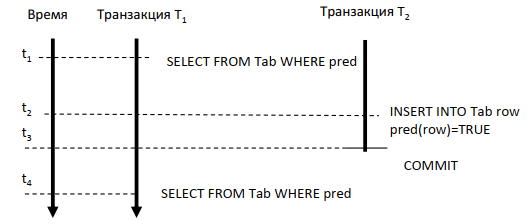 Время Транзакция T1 Транзакция T2
t1 SELECT FROM Tab WHERE pred
t2 INSERT INTO Tab row
pred(row)=TRUE
t3
COMMIT
t4 SELECT FROM Tab WHERE pred